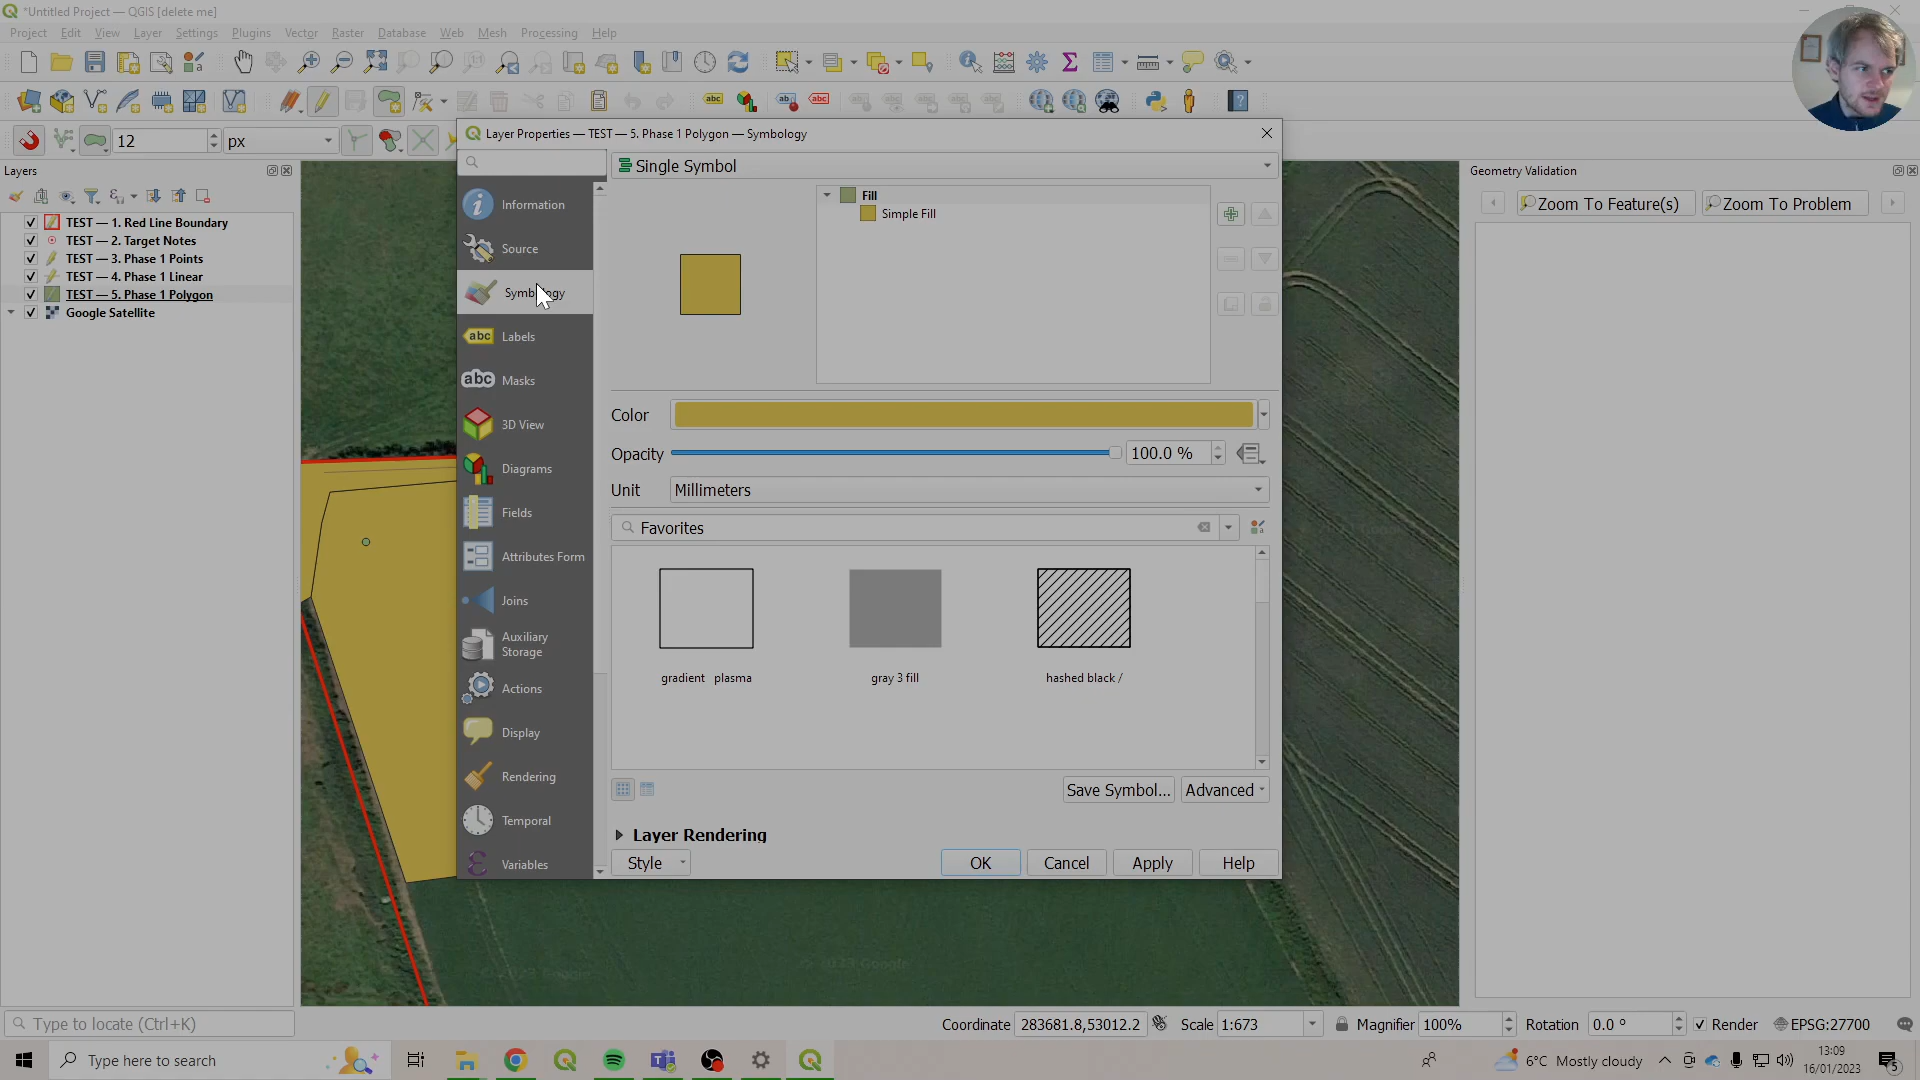 *Untitled Project — QGIS [delete me]
Project Edit View Layer Settings Plugins Vector Raster Database Web Mesh Processing Help
12 px
Layer Properties — TEST — 5. Phase 1 Polygon — Symbology
Layers
TEST — 1. Red Line Boundary
TEST — 2. Target Notes
TEST — 3. Phase 1 Points
TEST — 4. Phase 1 Linear
TEST — 5. Phase 1 Polygon
Google Satellite
Information
Source
Symbology
Labels
Masks
3D View
Diagrams
Fields
Attributes Form
Joins
Auxiliary
Storage
Actions
Display
Rendering
Temporal
Variables
Single Symbol
Fill
Simple Fill
Color
Opacity 100.0 %
Unit Millimeters
Favorites
gradient plasma
gray 3 fill
hashed black /
Save Symbol... Advanced
Layer Rendering
Style OK Cancel Apply Help
Geometry Validation
Zoom To Feature(s) Zoom To Problem
Type to locate (Ctrl+K)
Coordinate 283681.8,53012.2 Scale 1:673 Magnifier 100% Rotation 0.0 ° Render EPSG:27700
Type here to search
6°C Mostly cloudy
13:09
16/01/2023
5